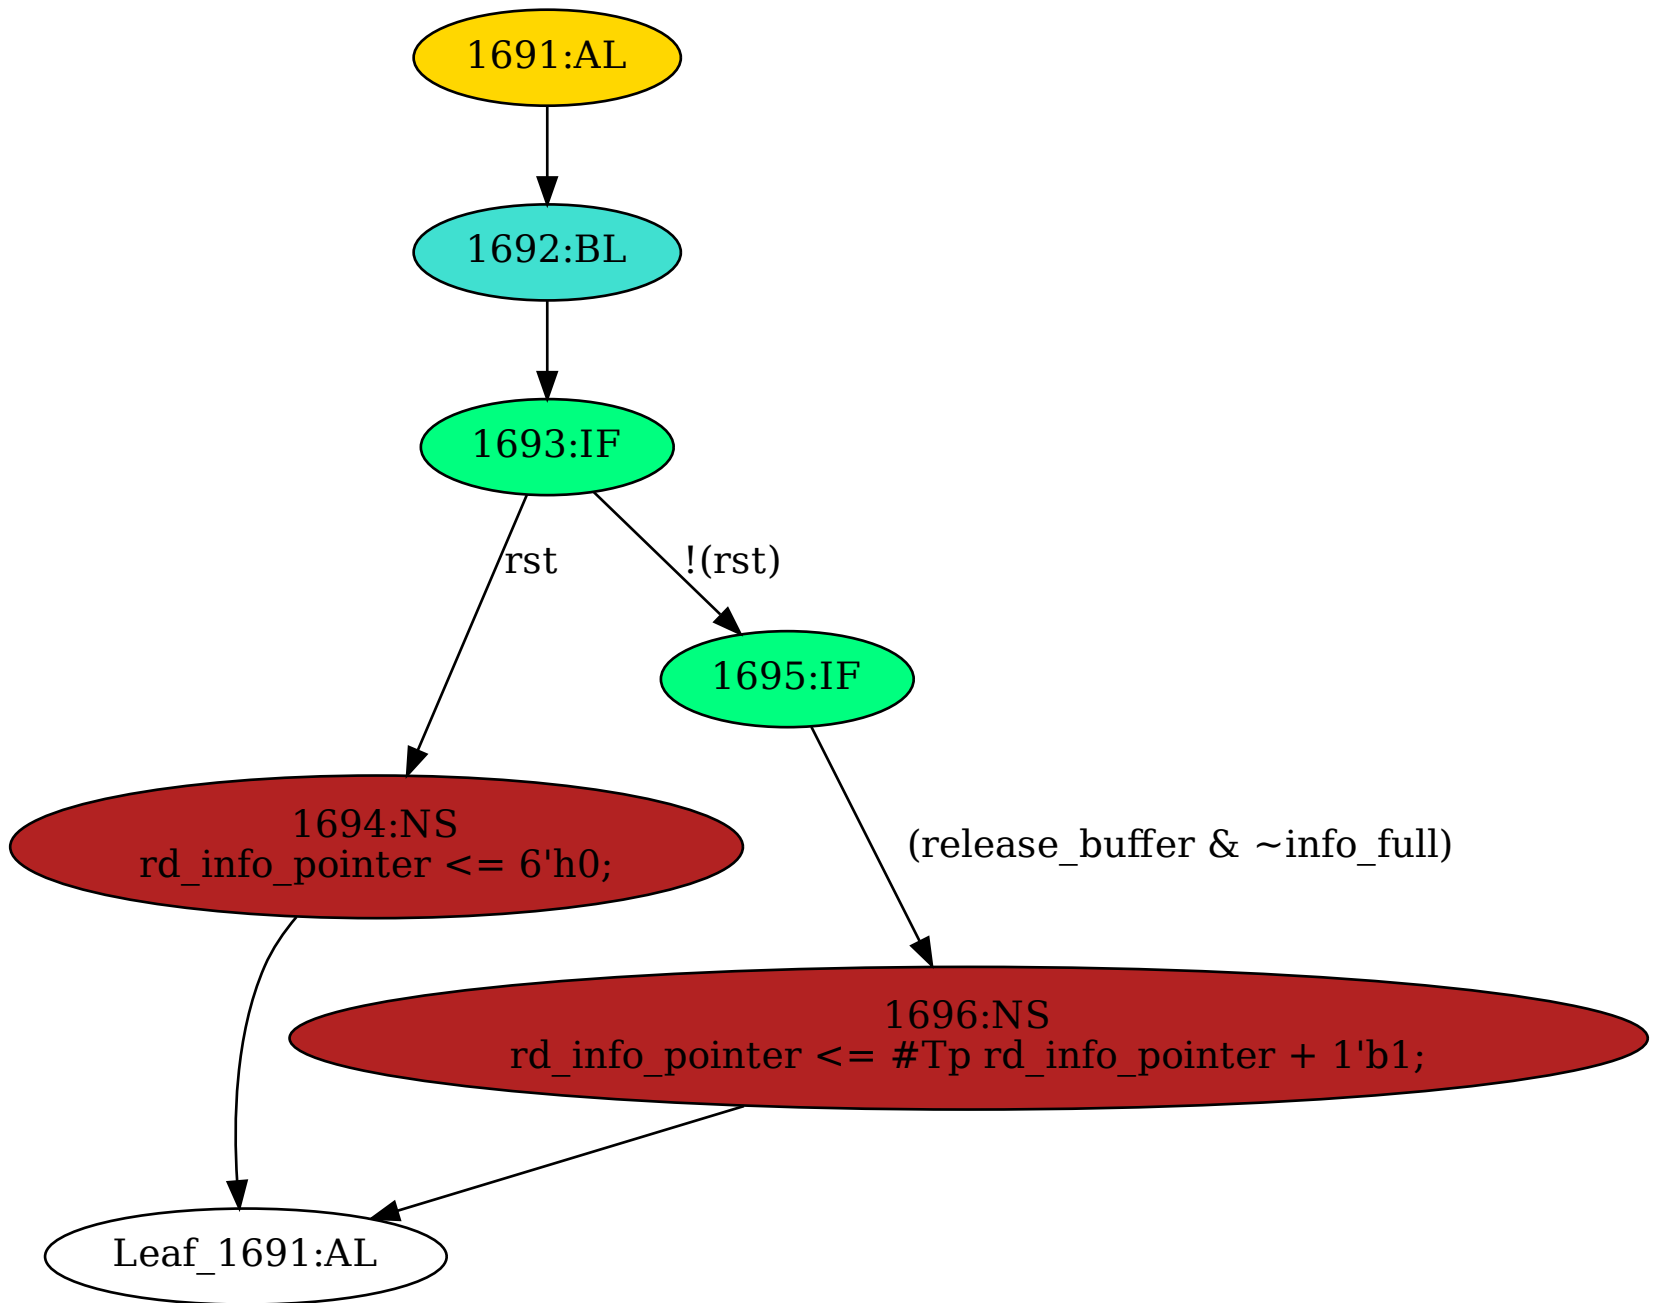 1691:AL
1692:BL
1693:IF
rst
!(rst)
1695:IF
1694:NS
rd_info_pointer <= 6'h0;
(release_buffer & ~info_full)
1696:NS
rd_info_pointer <= #Tp rd_info_pointer + 1'b1;
Leaf_1691:AL